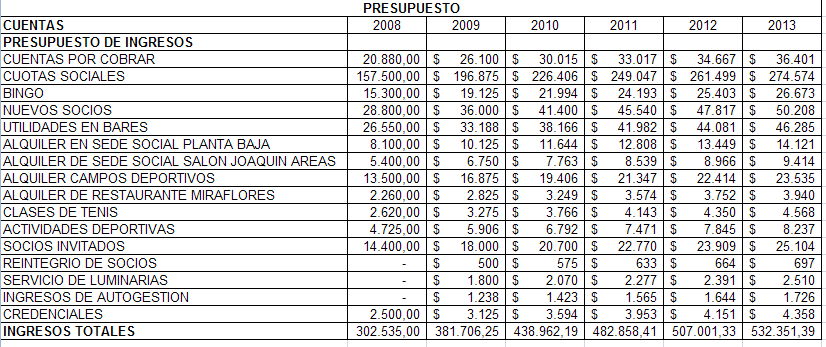 PRESUPUESTO
CUENTAS 2008 2009 2010 2011 2012 2013
PRESUPUESTO DE INGRESOS
CUENTAS POR COBRAR 20.880,00 $ 26.100 $ 30.015 $ 33.017 $ 34.667 $ 36.401
CUOTAS SOCIALES 157.500,00 $ 196.875 $ 226.406 $ 249.047 $ 261.499 $ 274.574
BINGO 15.300,00 $ 19.125 $ 21.994 $ 24.193 $ 25.403 $ 26.673
NUEVOS SOCIOS 28.800,00 $ 36.000 $ 41.400 $ 45.540 $ 47.817 $ 50.208
UTILIDADES EN BARES 26.550,00 $ 33.188 $ 38.166 $ 41.982 $ 44.081 $ 46.285
ALQUILER EN SEDE SOCIAL PLANTA BAJA 8.100,00 $ 10.125 $ 11.644 $ 12.808 $ 13.449 $ 14.121
ALQUILER DE SEDE SOCIAL SALON JOAQUIN AREAS 5.400,00 $ 6.750 $ 7.763 $ 8.539 $ 8.966 $ 9.414
ALQUILER CAMPOS DEPORTIVOS 13.500,00 $ 16.875 $ 19.406 $ 21.347 $ 22.414 $ 23.535
ALQUILER DE RESTAURANTE MIRAFLORES 2.260,00 $ 2.825 $ 3.249 $ 3.574 $ 3.752 $ 3.940
CLASES DE TENIS 2.620,00 $ 3.275 $ 3.766 $ 4.143 $ 4.350 $ 4.568
ACTIVIDADES DEPORTIVAS 4.725,00 $ 5.906 $ 6.792 $ 7.471 $ 7.845 $ 8.237
SOCIOS INVITADOS 14.400,00 $ 18.000 $ 20.700 $ 22.770 $ 23.909 $ 25.104
REINTEGRIO DE SOCIOS - $ 500 $ 575 $ 633 $ 664 $ 697
SERVICIO DE LUMINARIAS - $ 1.800 $ 2.070 $ 2.277 $ 2.391 $ 2.510
INGRESOS DE AUTOGESTION - $ 1.238 $ 1.423 $ 1.565 $ 1.644 $ 1.726
CREDENCIALES 2.500,00 $ 3.125 $ 3.594 $ 3.953 $ 4.151 $ 4.358
INGRESOS TOTALES 302.535,00 381.706,25 438.962,19 482.858,41 507.001,33 532.351,39